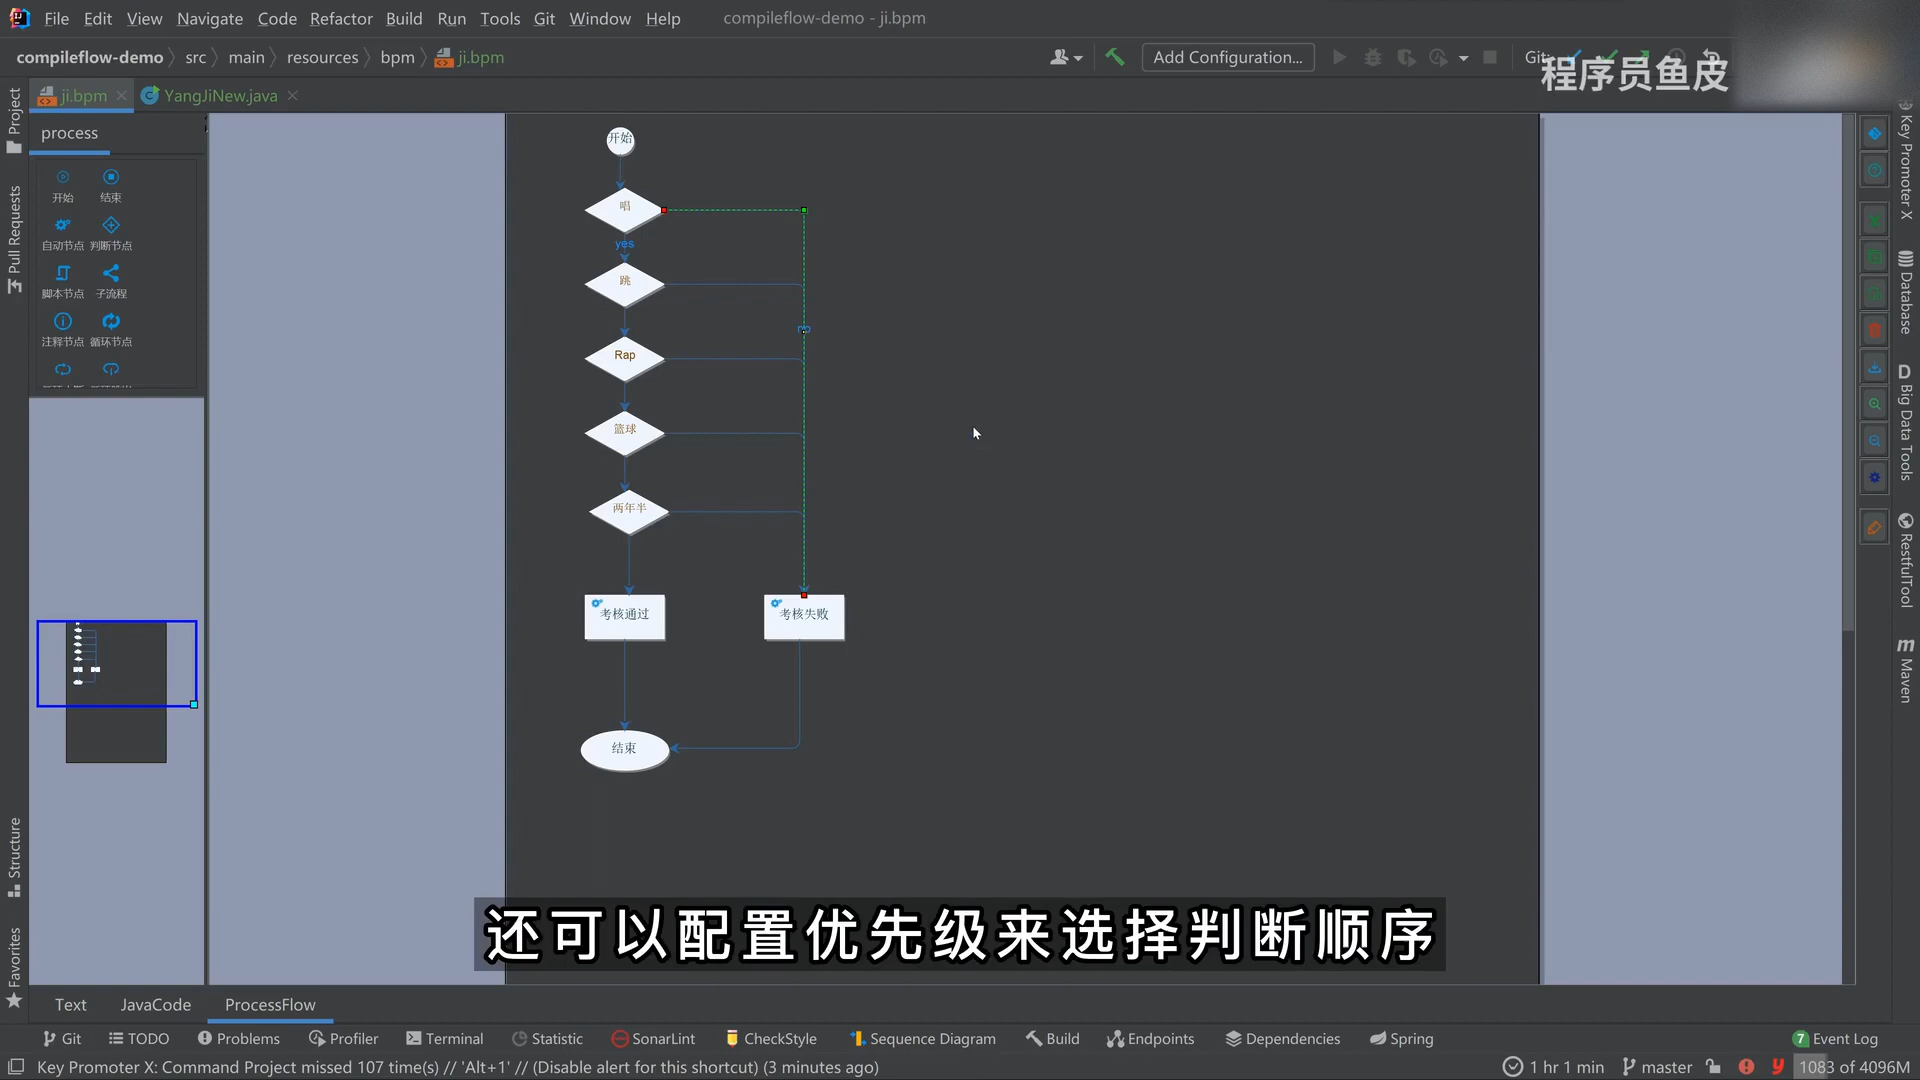 File Edit View Navigate Code Refactor Build Run Tools Git Window Help compileflow-demo - ji.bpm
compileflow-demo src main resources bpm ji.bpm Add Configuration... Git:
程序员鱼皮
ji.bpm YangJiNew.java
process
开始 结束
自动节点 判断节点
脚本节点 子流程
注释节点 循环节点
开始
唱
yes
跳
no
Rap
篮球
两年半
考核通过 考核失败
结束
Project
Pull Requests
Structure
Favorites
Key Promoter X
Database
D Big Data Tools
RestfulTool
m Maven
还可以配置优先级来选择判断顺序
Text JavaCode ProcessFlow
Git TODO Problems Profiler Terminal Statistic SonarLint CheckStyle Sequence Diagram Build Endpoints Dependencies Spring 7 Event Log
Key Promoter X: Command Project missed 107 time(s) // 'Alt+1' // (Disable alert for this shortcut) (3 minutes ago) 1 hr 1 min master 1083 of 4096M